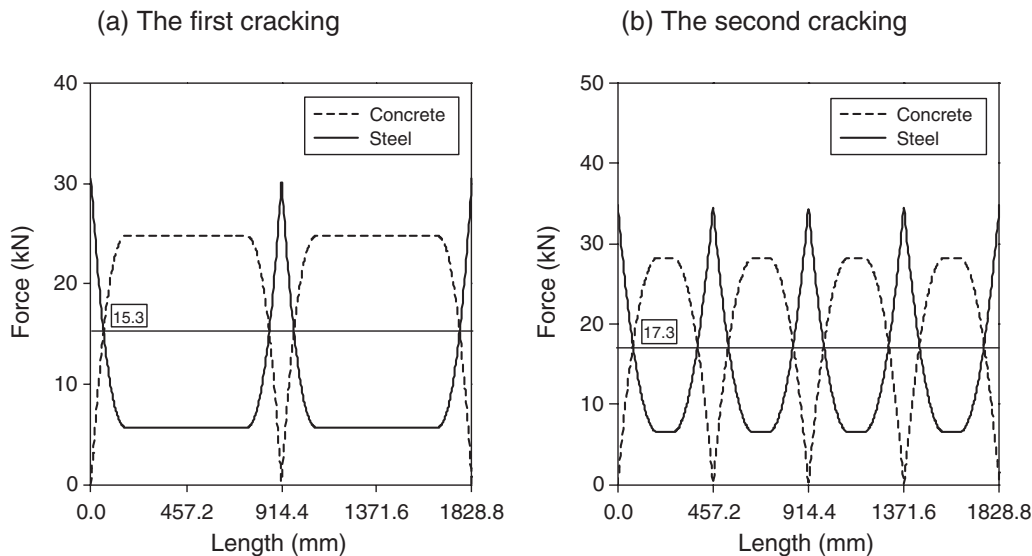 (a) The first cracking
40
30
20
10
0
Force (kN)
Concrete
Steel
15.3
0.0 457.2 914.4 1371.6 1828.8
Length (mm)
(b) The second cracking
50
40
30
20
10
0
Force (kN)
Concrete
Steel
17.3
0.0 457.2 914.4 1371.6 1828.8
Length (mm)